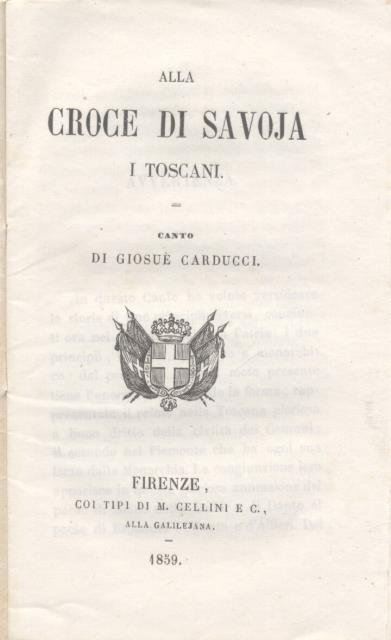 ALLA
CROCE DI SAVOJA
I TOSCANI.
CANTO
DI GIOSUÈ CARDUCCI.
FIRENZE,
COI TIPI DI M. CELLINI E C.,
ALLA GALILEJANA.
1859.